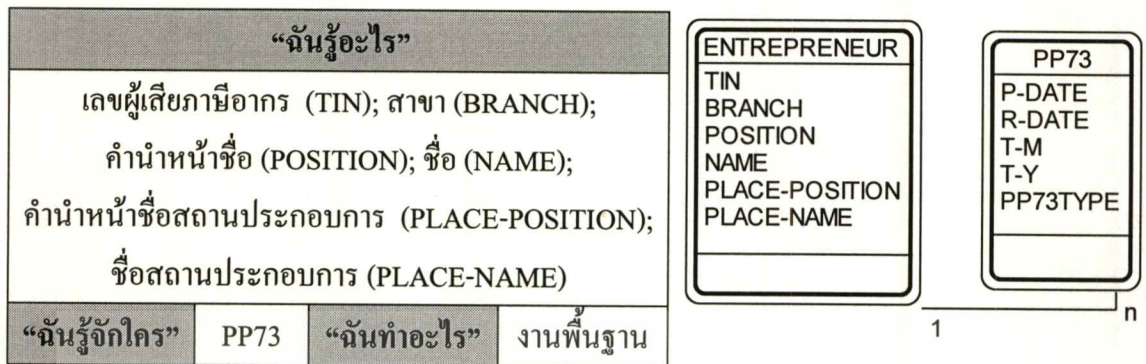 “ฉันรู้อะไร”
เลขผู้เสียภาษีอากร (TIN); สาขา (BRANCH);
คำนำหน้าชื่อ (POSITION); ชื่อ (NAME);
คำนำหน้าชื่อสถานประกอบการ (PLACE-POSITION);
ชื่อสถานประกอบการ (PLACE-NAME)
“ฉันรู้จักใคร” PP73 “ฉันทำอะไร” งานพื้นฐาน
ENTREPRENEUR
TIN
BRANCH
POSITION
NAME
PLACE-POSITION
PLACE-NAME
PP73
P-DATE
R-DATE
T-M
T-Y
PP73TYPE
1
n